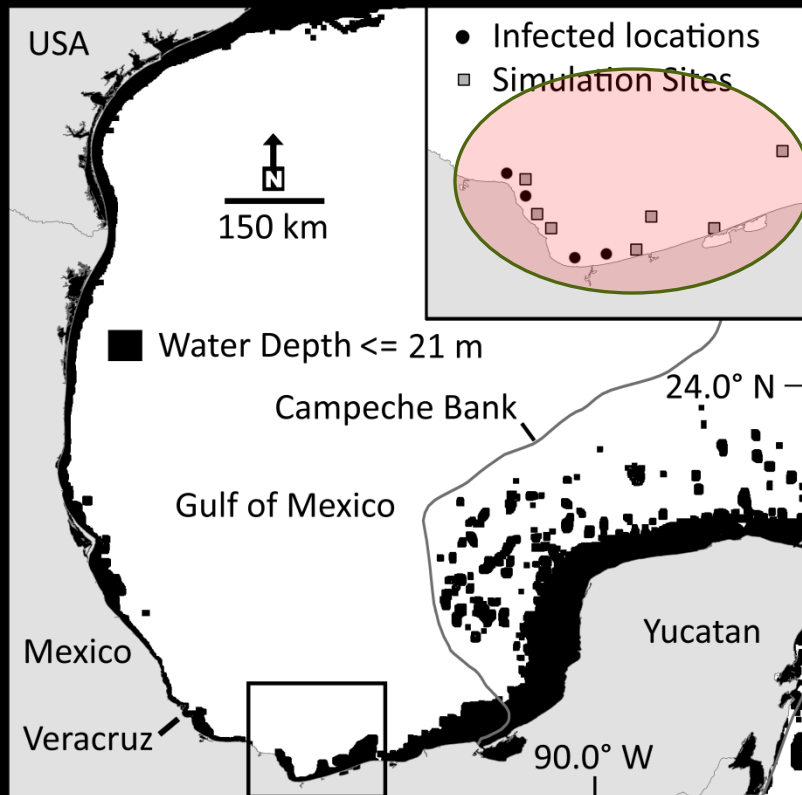 USA
Infected locations
Simulation Sites
N
150 km
Water Depth <= 21 m
24.0° N
Campeche Bank
Gulf of Mexico
Yucatan
Mexico
Veracruz
90.0° W